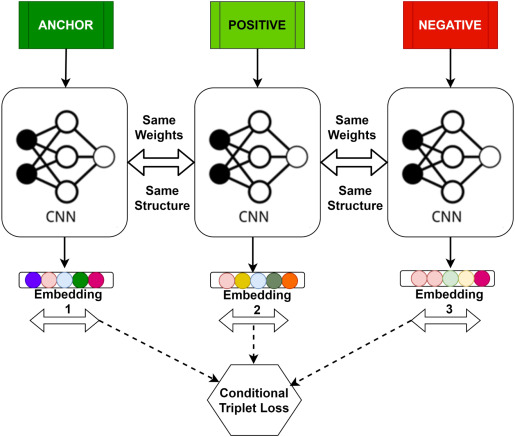 ANCHOR
POSITIVE
NEGATIVE
Same
Weights
Same
Structure
Same
Weights
Same
Structure
CNN
CNN
CNN
Embedding
1
Embedding
2
Embedding
3
Conditional
Triplet Loss